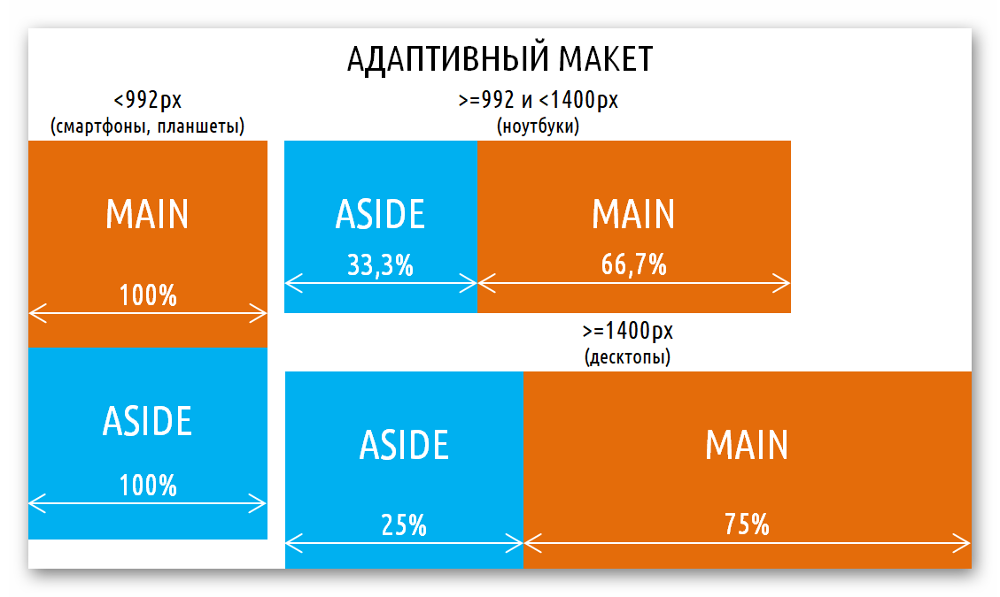 АДАПТИВНЫЙ МАКЕТ
<992px
(смартфоны, планшеты)
MAIN
100%
ASIDE
100%
>=992 и <1400px
(ноутбуки)
ASIDE
33,3%
MAIN
66,7%
>=1400px
(десктопы)
ASIDE
25%
MAIN
75%